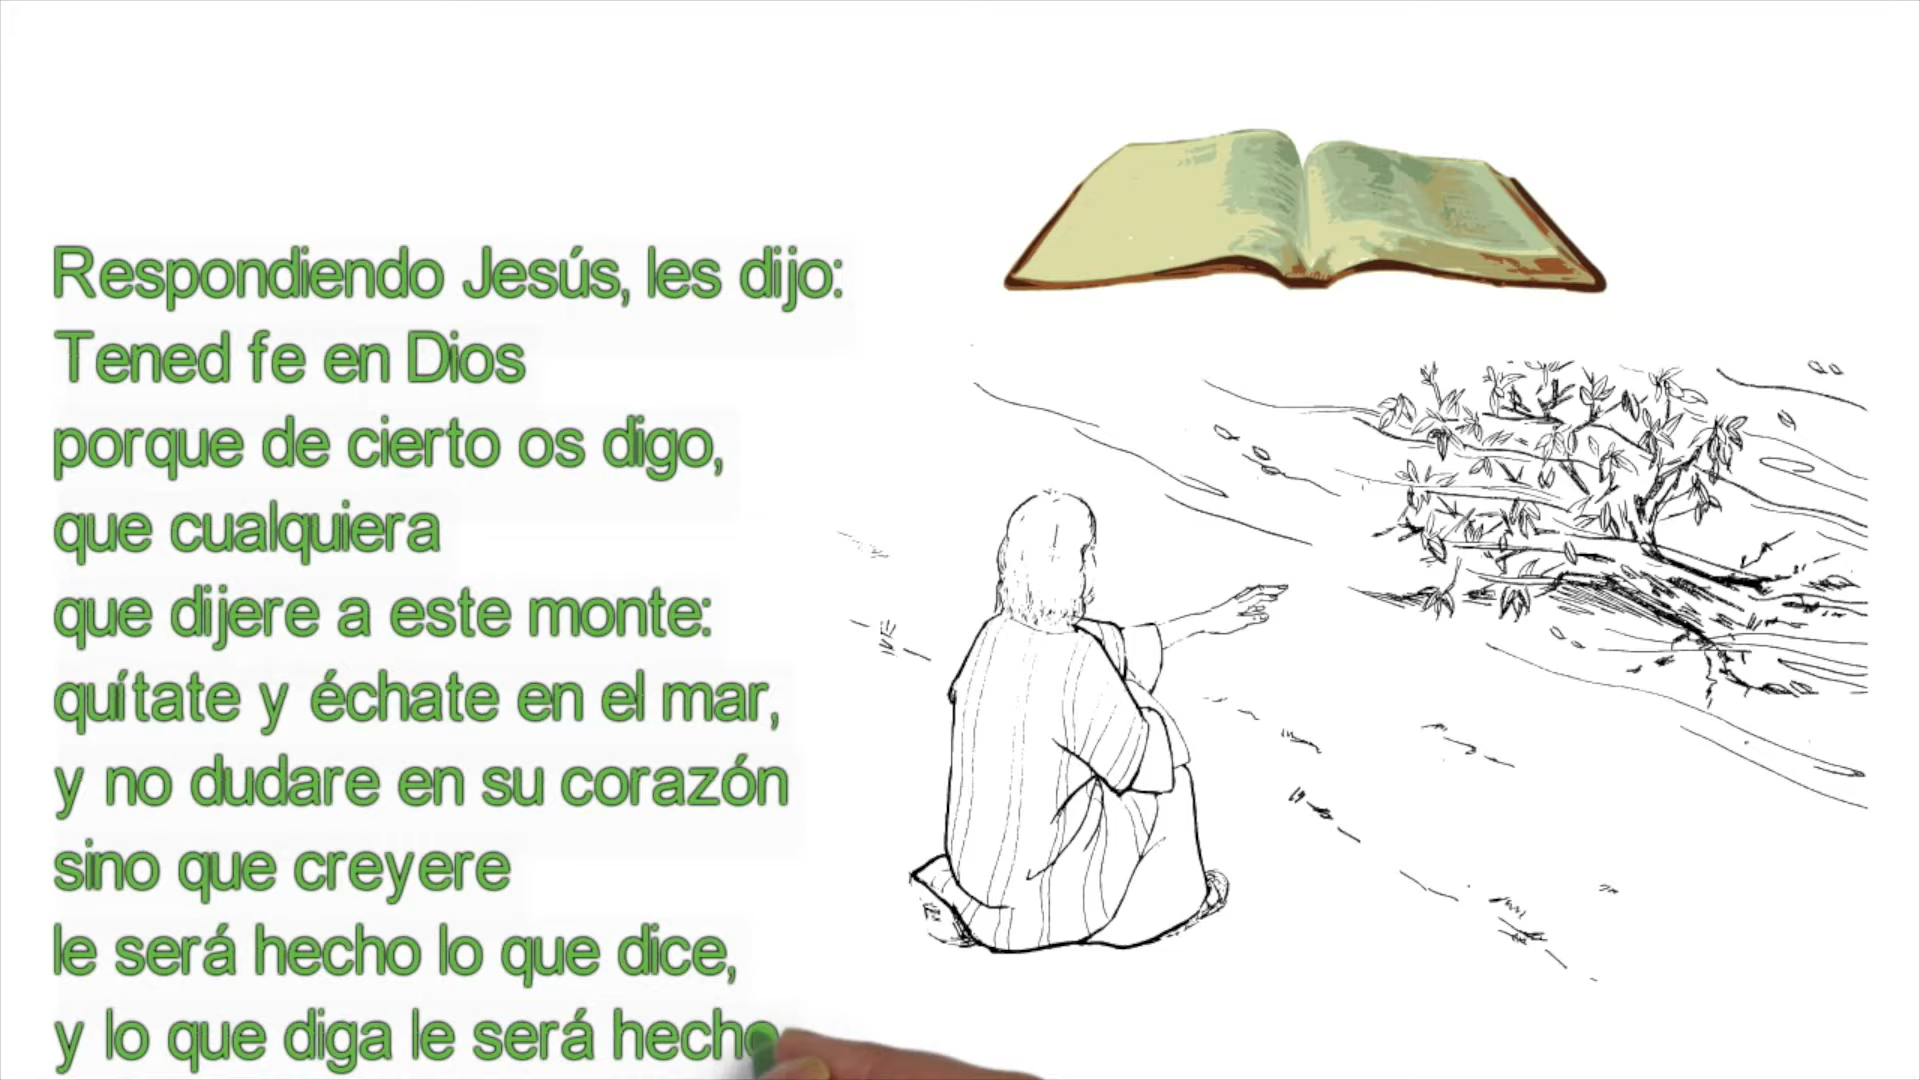 Respondiendo Jesús, les dijo:
Tened fe en Dios
porque de cierto os digo,
que cualquiera
que dijere a este monte:
quítate y échate en el mar,
y no dudare en su corazón
sino que creyere
le será hecho lo que dice,
y lo que diga le será hecho